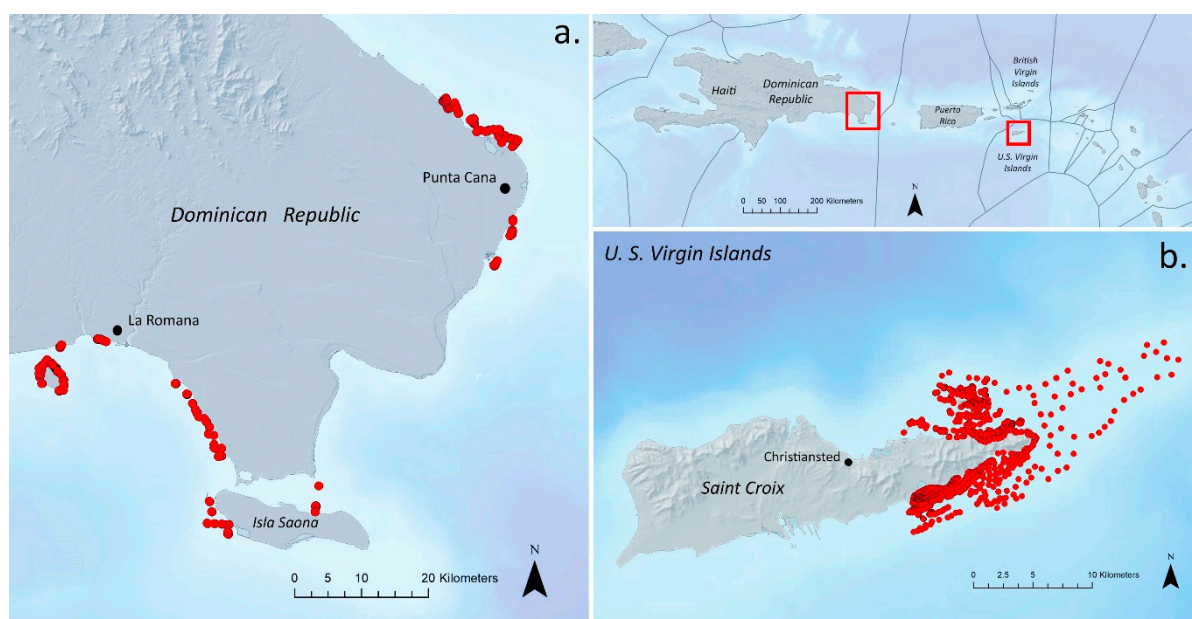 a.
Punta Cana
Dominican Republic
La Romana
Isla Saona
N
0 5 10 20 Kilometers
British
Virgin
Islands
Dominican
Republic
Haiti
Puerto
Rico
U.S. Virgin
Islands
N
0 50 100 200 Kilometers
U. S. Virgin Islands
b.
Christiansted
Saint Croix
N
0 2.5 5 10 Kilometers